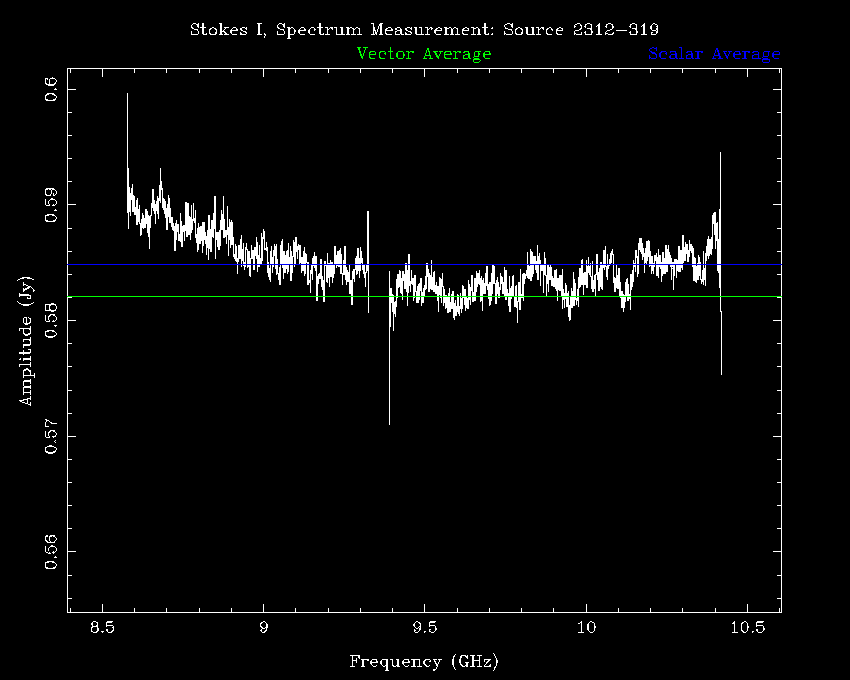 Stokes I, Spectrum Measurement: Source 2312-319
Vector Average Scalar Average
0.6
0.59
0.58
0.57
0.56
Amplitude (Jy)
8.5 9 9.5 10 10.5
Frequency (GHz)